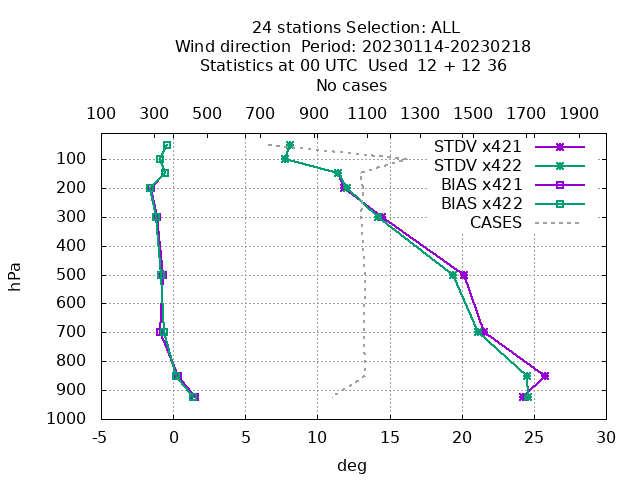 24 stations Selection: ALL
Wind direction  Period: 20230114-20230218
Statistics at 00 UTC  Used  12 + 12 36
No cases
100 300 500 700 900 1100 1300 1500 1700 1900
STDV x421
STDV x422
BIAS x421
BIAS x422
CASES
hPa
100
200
300
400
500
600
700
800
900
1000
-5 0 5 10 15 20 25 30
deg